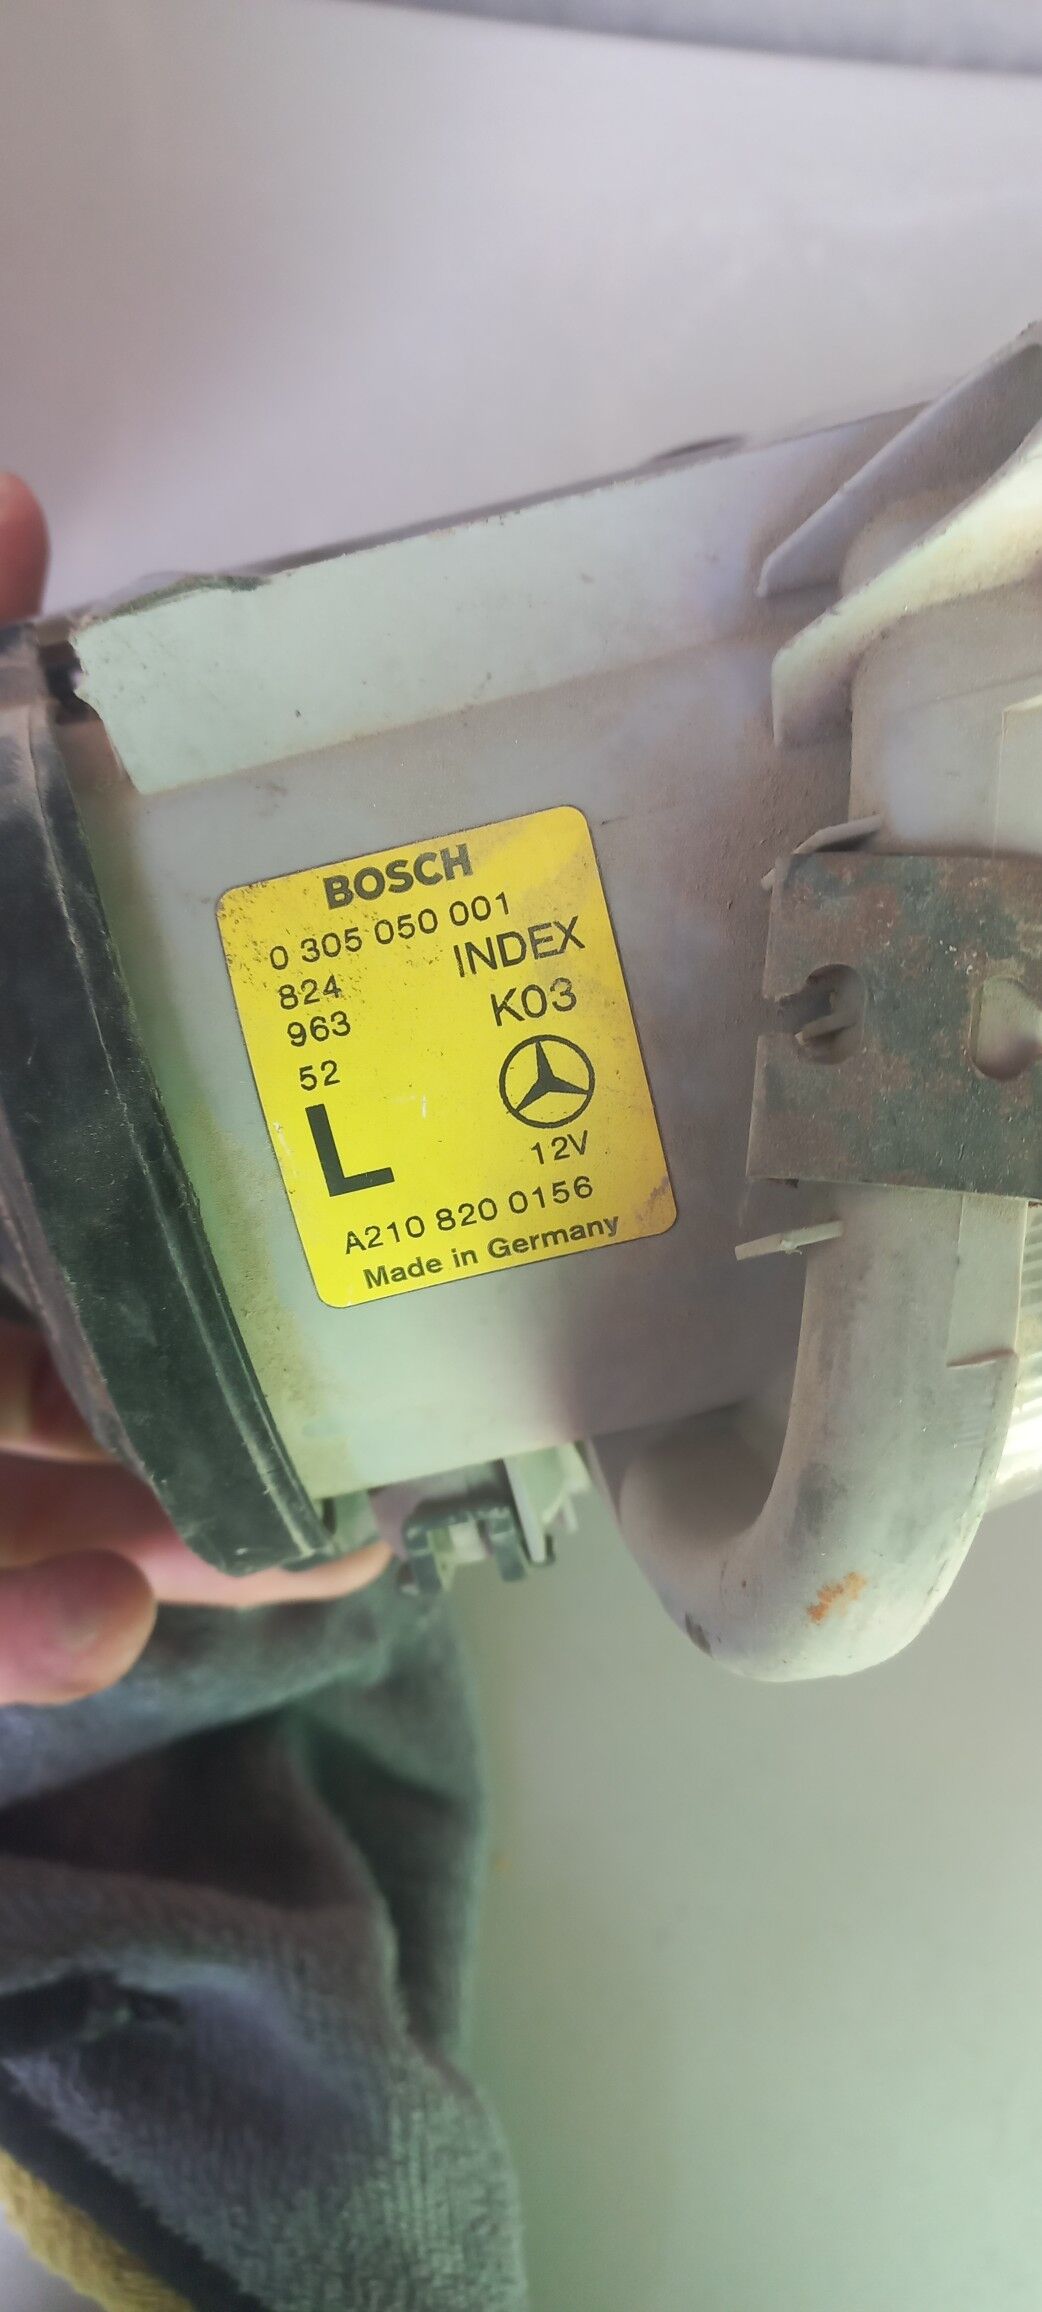 BOSCH
0 305 050 001
824 INDEX
963 K03
52
L
12V
A210 820 0156
Made in Germany